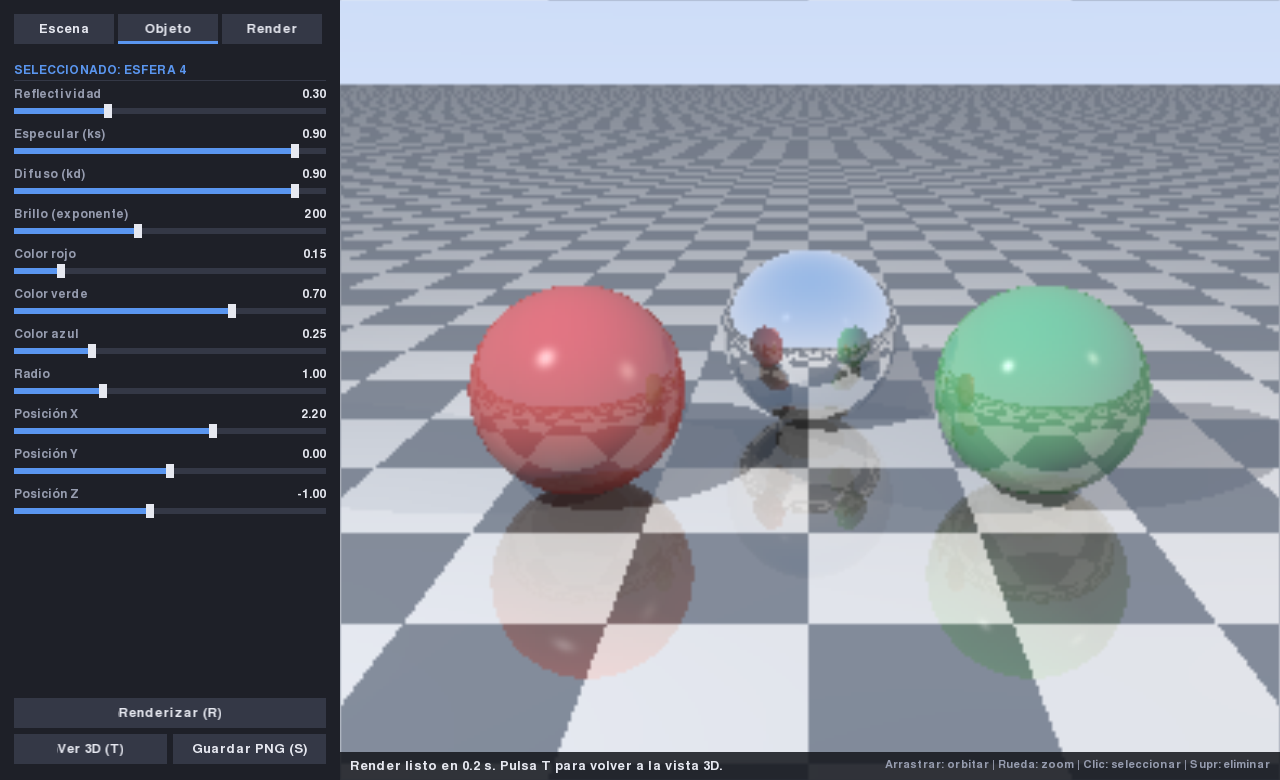 Escena Objeto Render
SELECCIONADO: ESFERA 4
Reflectividad 0.30
Especular (ks) 0.90
Difuso (kd) 0.90
Brillo (exponente) 200
Color rojo 0.15
Color verde 0.70
Color azul 0.25
Radio 1.00
Posición X 2.20
Posición Y 0.00
Posición Z -1.00
Renderizar (R)
Ver 3D (T) Guardar PNG (S)
Render listo en 0.2 s. Pulsa T para volver a la vista 3D. Arrastrar: orbitar | Rueda: zoom | Clic: seleccionar | Supr: eliminar